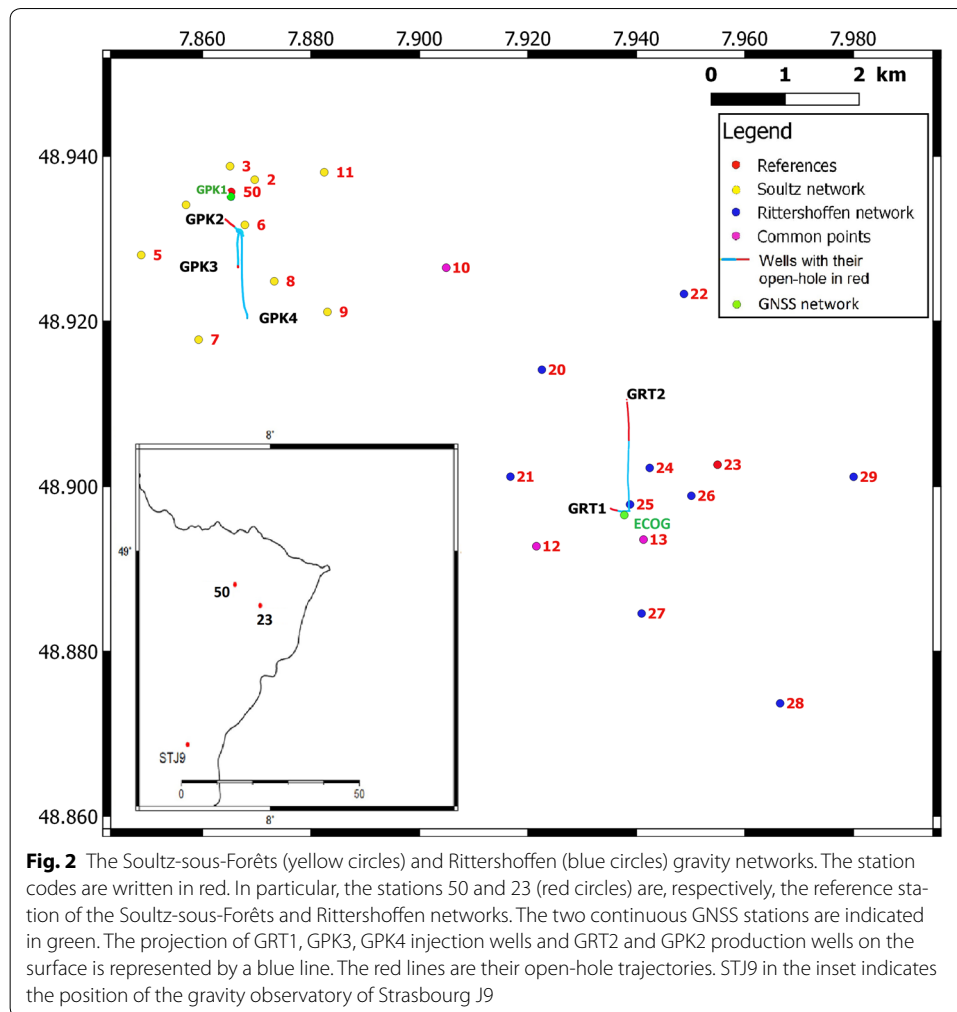 7.860 7.880 7.900 7.920 7.940 7.960 7.980
0 1 2 km
Legend
References
Soultz network
Rittershoffen network
Common points
Wells with their
open-hole in red
GNSS network
48.940
48.920
48.900
48.880
48.860
3
2
11
GPK1 50
GPK2
6
5
GPK3
10
8
22
9
GPK4
7
20
GRT2
24
23
21
29
26
25
GRT1
ECOG
13
12
27
28
8°
49°
50
23
STJ9
0 50
8°
Fig. 2 The Soultz-sous-Forêts (yellow circles) and Rittershoffen (blue circles) gravity networks. The station
codes are written in red. In particular, the stations 50 and 23 (red circles) are, respectively, the reference sta-
tion of the Soultz-sous-Forêts and Rittershoffen networks. The two continuous GNSS stations are indicated
in green. The projection of GRT1, GPK3, GPK4 injection wells and GRT2 and GPK2 production wells on the
surface is represented by a blue line. The red lines are their open-hole trajectories. STJ9 in the inset indicates
the position of the gravity observatory of Strasbourg J9